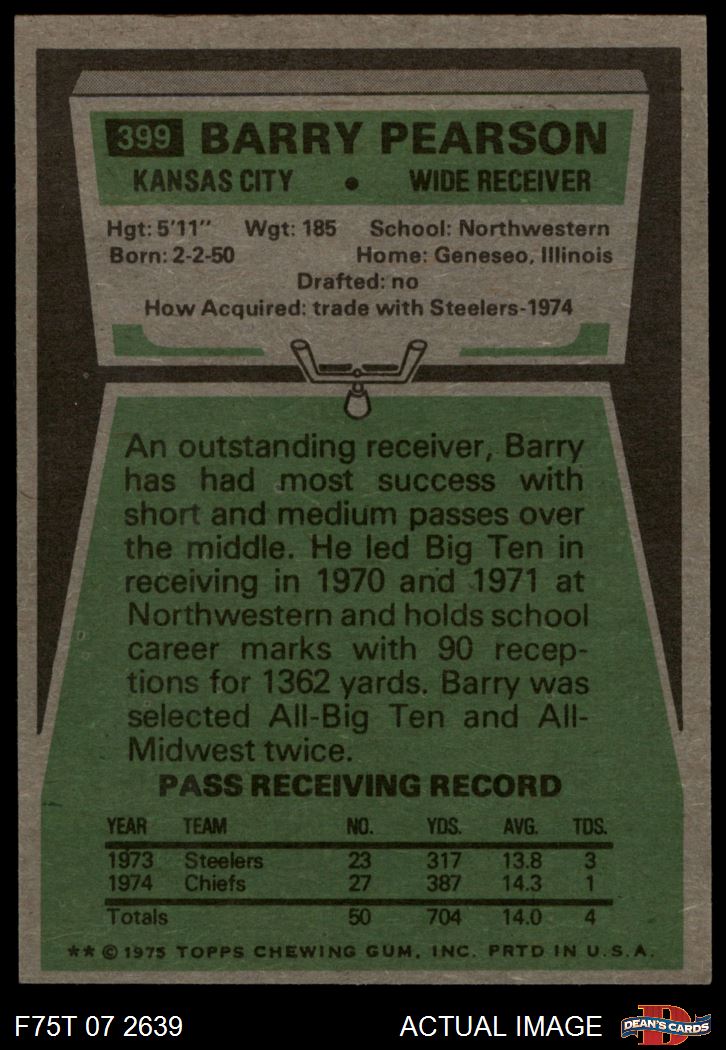 399 BARRY PEARSON
KANSAS CITY • WIDE RECEIVER
Hgt: 5'11" Wgt: 185 School: Northwestern
Born: 2-2-50 Home: Geneseo, Illinois
Drafted: no
How Acquired: trade with Steelers-1974
An outstanding receiver, Barry
has had most success with
short and medium passes over
the middle. He led Big Ten in
receiving in 1970 and 1971 at
Northwestern and holds school
career marks with 90 recep-
tions for 1362 yards. Barry was
selected All-Big Ten and All-
Midwest twice.
PASS RECEIVING RECORD
YEAR TEAM NO. YDS. AVG. TDS.
1973 Steelers 23 317 13.8 3
1974 Chiefs 27 387 14.3 1
Totals 50 704 14.0 4
** © 1975 TOPPS CHEWING GUM, INC. PRTD IN U.S.A.
F75T 07 2639 ACTUAL IMAGE D DEAN'S CARDS